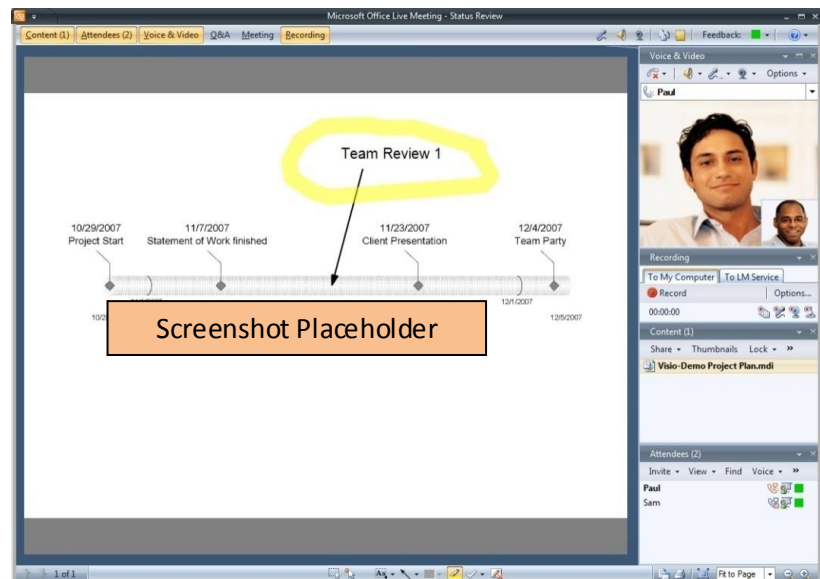 Microsoft Office Live Meeting - Status Review
Content (1) Attendees (2) Voice & Video Q&A Meeting Recording Feedback:
Voice & Video
Options
Paul
Team Review 1
10/29/2007
Project Start
11/7/2007
Statement of Work finished
11/23/2007
Client Presentation
12/4/2007
Team Party
12/1/2007
12/5/2007
Screenshot Placeholder
Recording
To My Computer To LM Service
Record Options...
00:00:00
Content (1)
Share Thumbnails Lock
Visio-Demo Project Plan.mdi
Attendees (2)
Invite View Find Voice
Paul
Sam
1 of 1 Aa Fit to Page